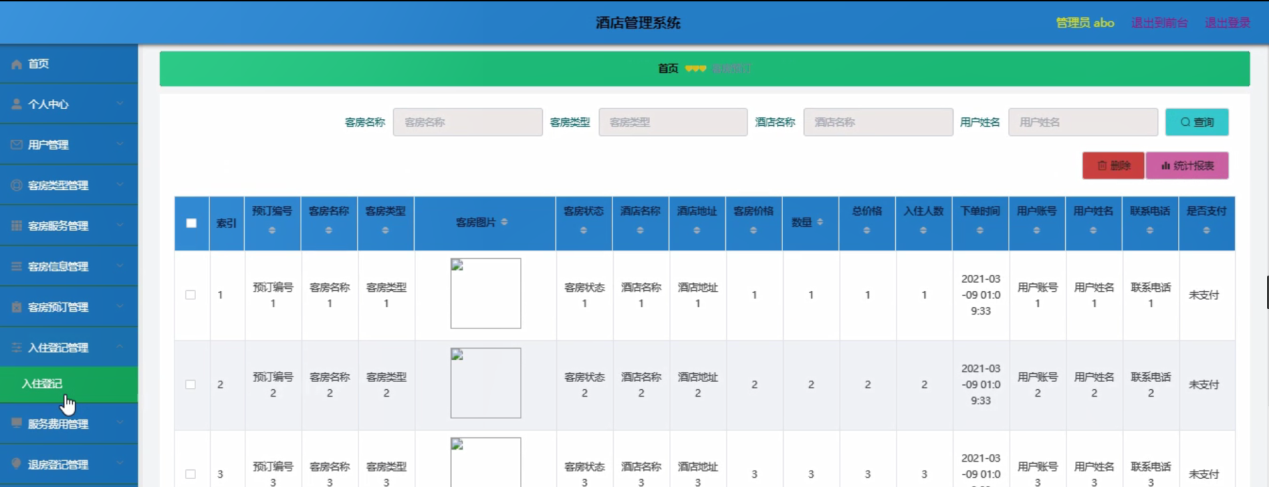 酒店管理系统
管理员 abo 退出到前台 退出登录
首页
个人中心
用户管理
客房类型管理
客房服务管理
客房信息管理
客房预订管理
入住登记管理
入住登记
服务费用管理
退房登记管理
首页
客房名称 客房名称 客房类型 客房类型 酒店名称 酒店名称 用户姓名 用户姓名 查询
删除 统计报表
索引 预订编号 客房名称 客房类型 客房图片 客房状态 酒店名称 酒店地址 客房价格 数量 总价格 入住人数 下单时间 用户账号 用户姓名 联系电话 是否支付
1 预订编号1 客房名称1 客房类型1 客房状态1 酒店名称1 酒店地址1 1 1 1 1 2021-03-09 01:09:33 用户账号1 用户姓名1 联系电话1 未支付
2 预订编号2 客房名称2 客房类型2 客房状态2 酒店名称2 酒店地址2 2 2 2 2 2021-03-09 01:09:33 用户账号2 用户姓名2 联系电话2 未支付
3 预订编号3 客房名称3 客房类型3 客房状态3 酒店名称3 酒店地址3 3 3 3 3 2021-03-09 01:0 用户账号3 用户姓名3 联系电话3 未支付